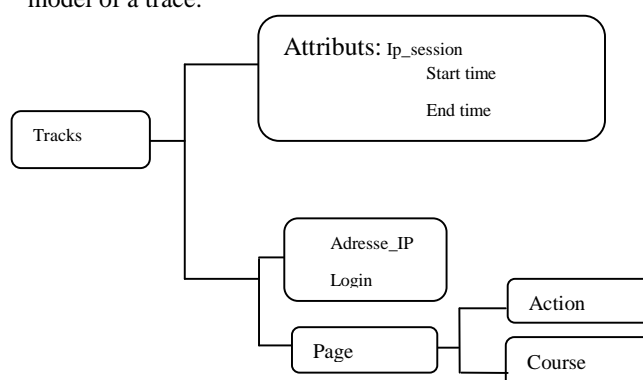 model of a trace.
Attributs: Ip_session
Start time
End time
Tracks
Adresse_IP
Login
Page
Action
Course